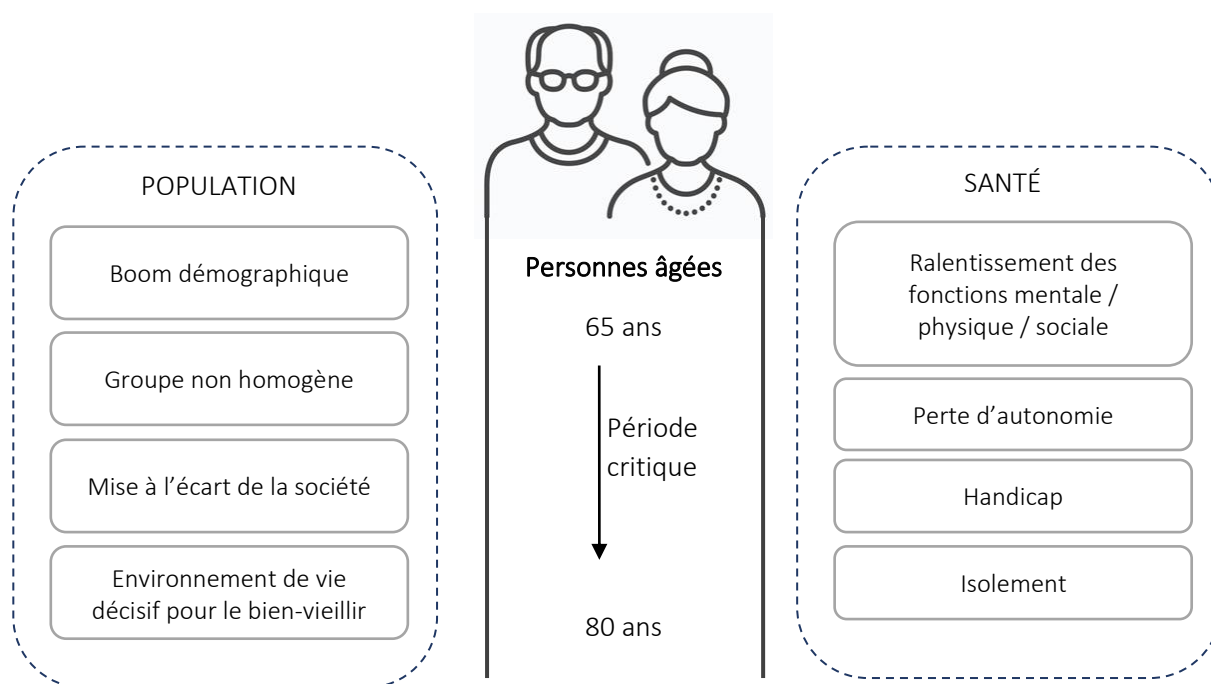 POPULATION
Boom démographique
Groupe non homogène
Mise à l’écart de la société
Environnement de vie
décisif pour le bien-vieillir
Personnes âgées
65 ans
Période
critique
80 ans
SANTÉ
Ralentissement des
fonctions mentale /
physique / sociale
Perte d’autonomie
Handicap
Isolement